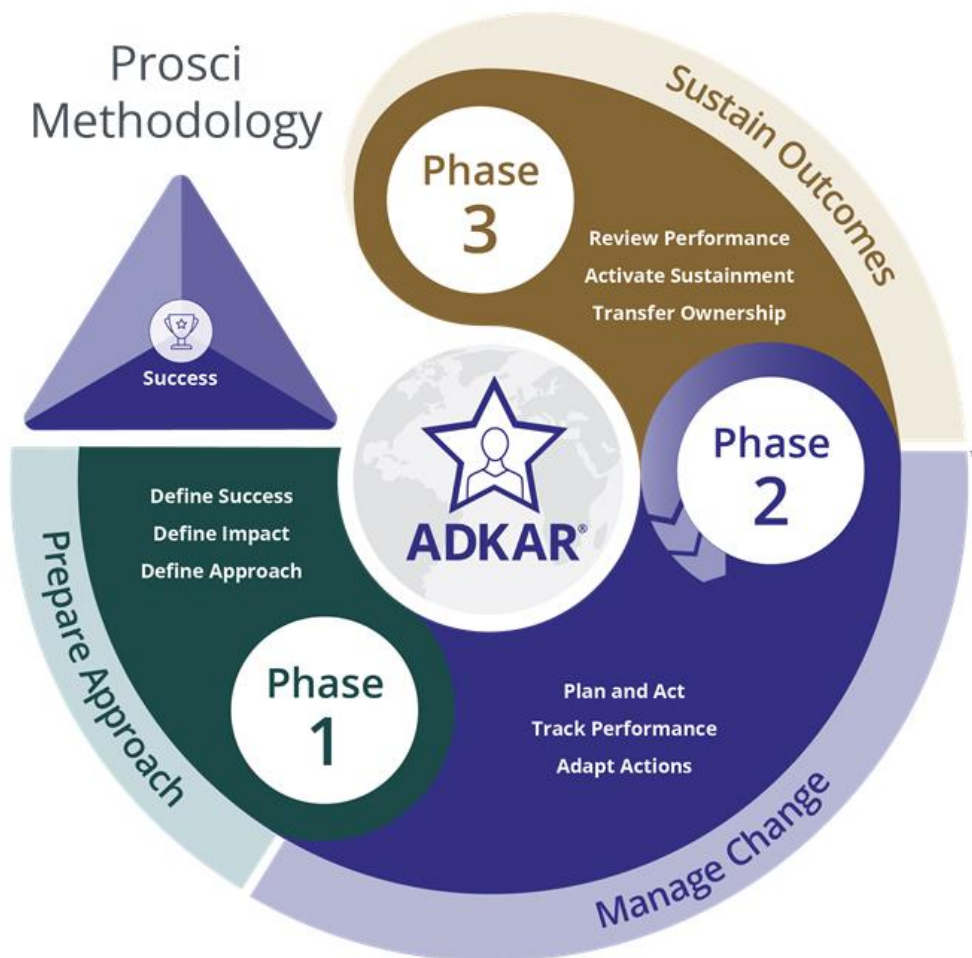 Prosci
Methodology
Success
Prepare Approach
Define Success
Define Impact
Define Approach
Phase
1
Manage Change
Phase
2
Plan and Act
Track Performance
Adapt Actions
Sustain Outcomes
Phase
3
Review Performance
Activate Sustainment
Transfer Ownership
ADKAR®